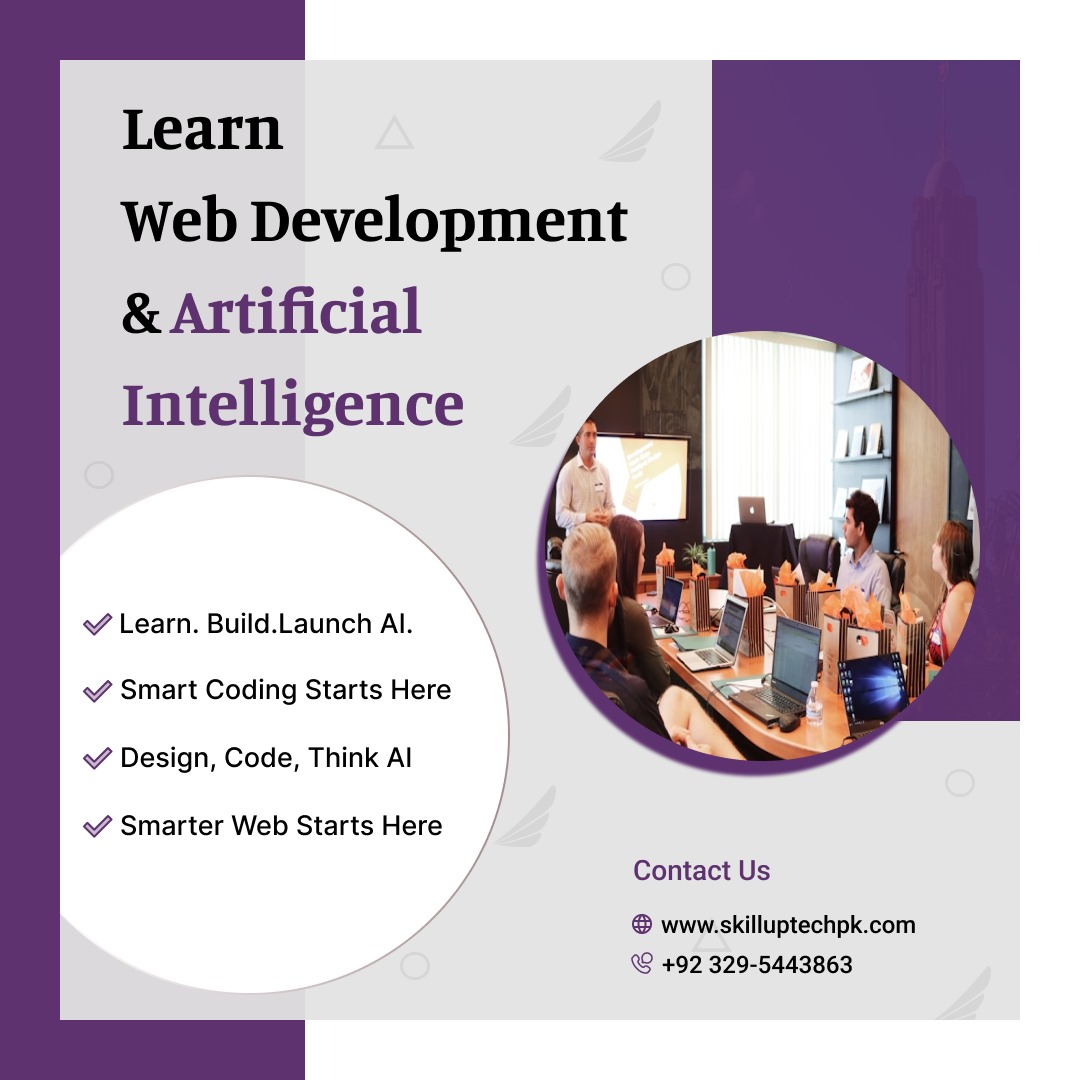 Learn
Web Development
& Artificial
Intelligence
Learn. Build.Launch AI.
Smart Coding Starts Here
Design, Code, Think AI
Smarter Web Starts Here
Contact Us
www.skilluptechpk.com
+92 329-5443863